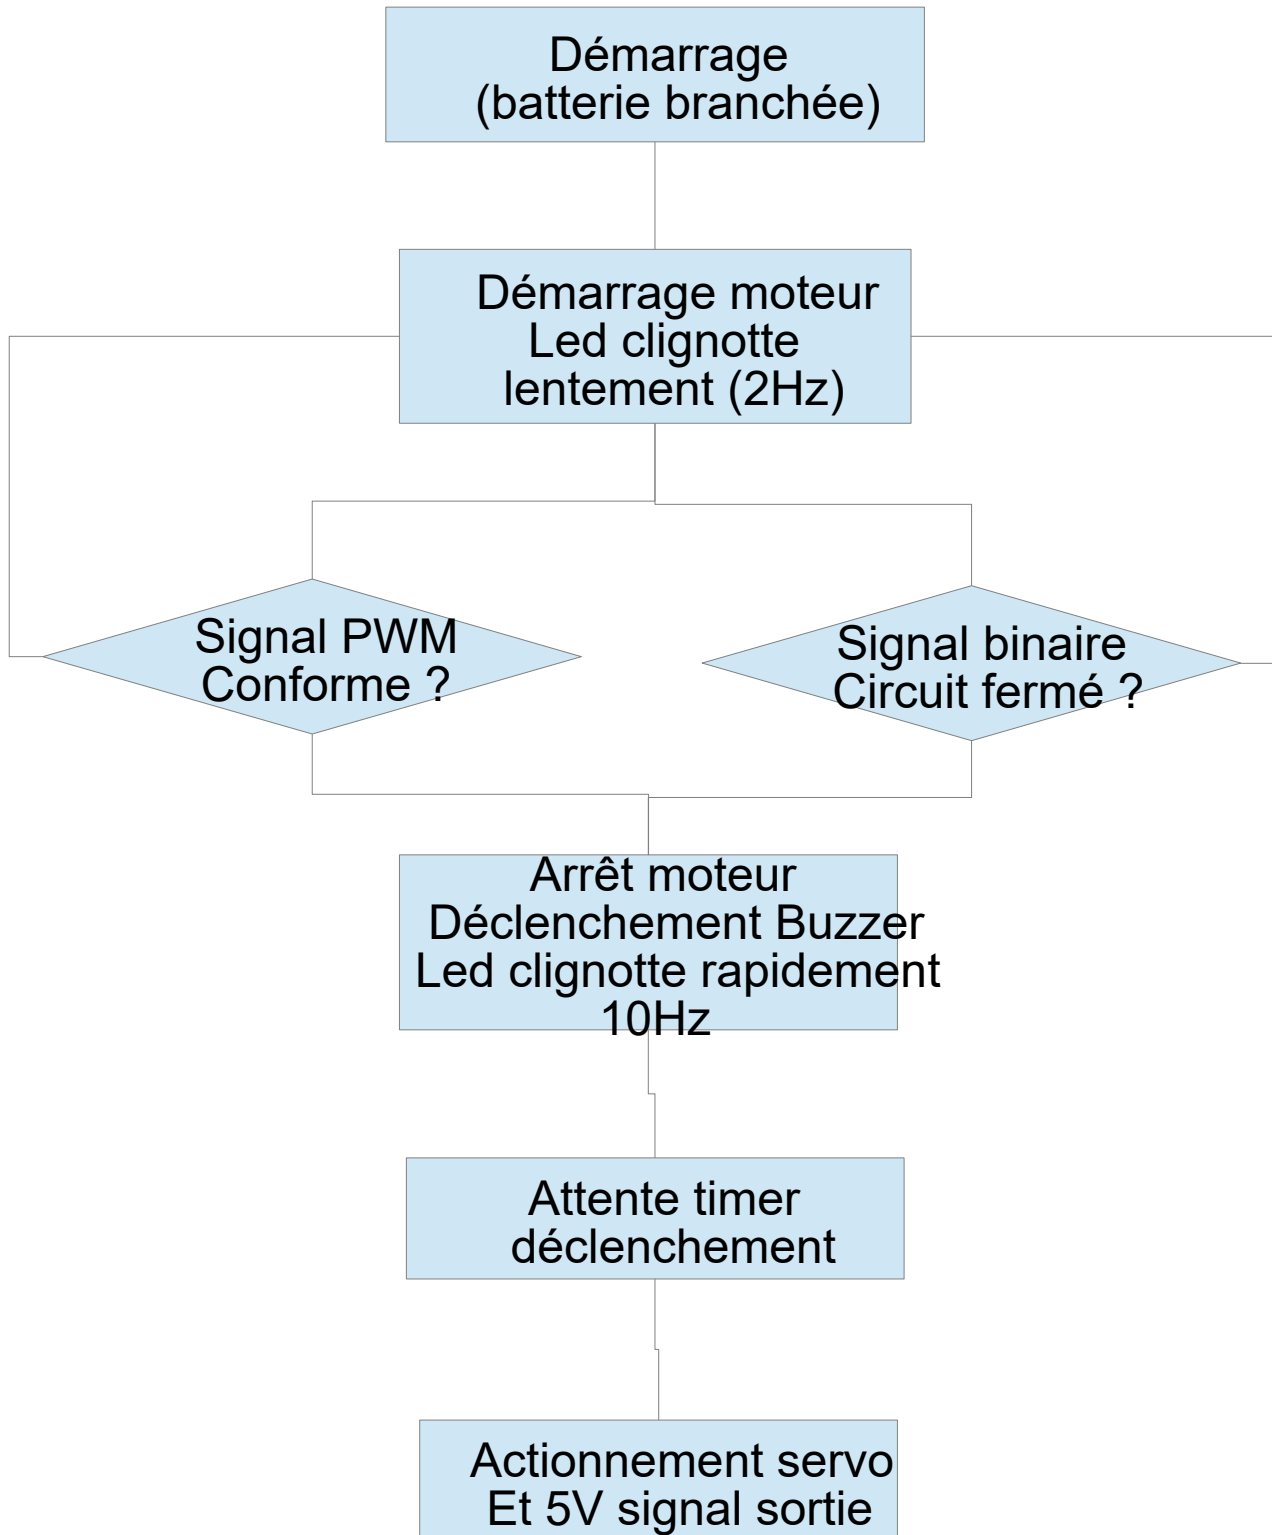 Démarrage
(batterie branchée)
Démarrage moteur
Led clignotte
lentement (2Hz)
Signal PWM
Conforme ?
Signal binaire
Circuit fermé ?
Arrêt moteur
Déclenchement Buzzer
Led clignotte rapidement
10Hz
Attente timer
déclenchement
Actionnement servo
Et 5V signal sortie